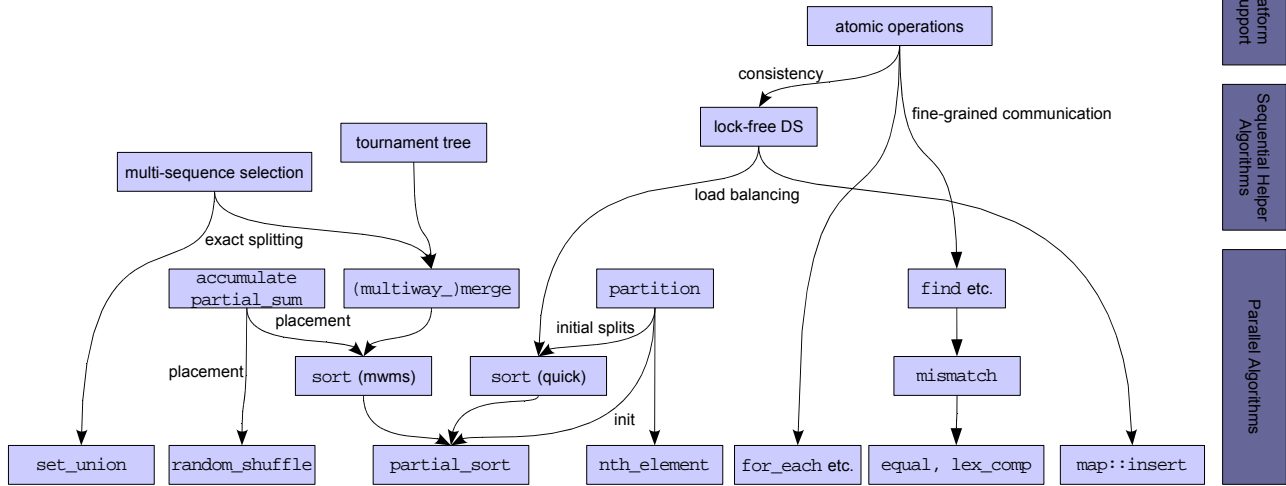 atomic operations
consistency
lock-free DS
fine-grained communication
tournament tree
multi-sequence selection
load balancing
exact splitting
accumulate
partial_sum
(multiway_)merge
partition
find etc.
placement
initial splits
placement
sort (mwms)
sort (quick)
mismatch
init
set_union
random_shuffle
partial_sort
nth_element
for_each etc.
equal, lex_comp
map::insert
Sequential Helper
Algorithms
Parallel Algorithms